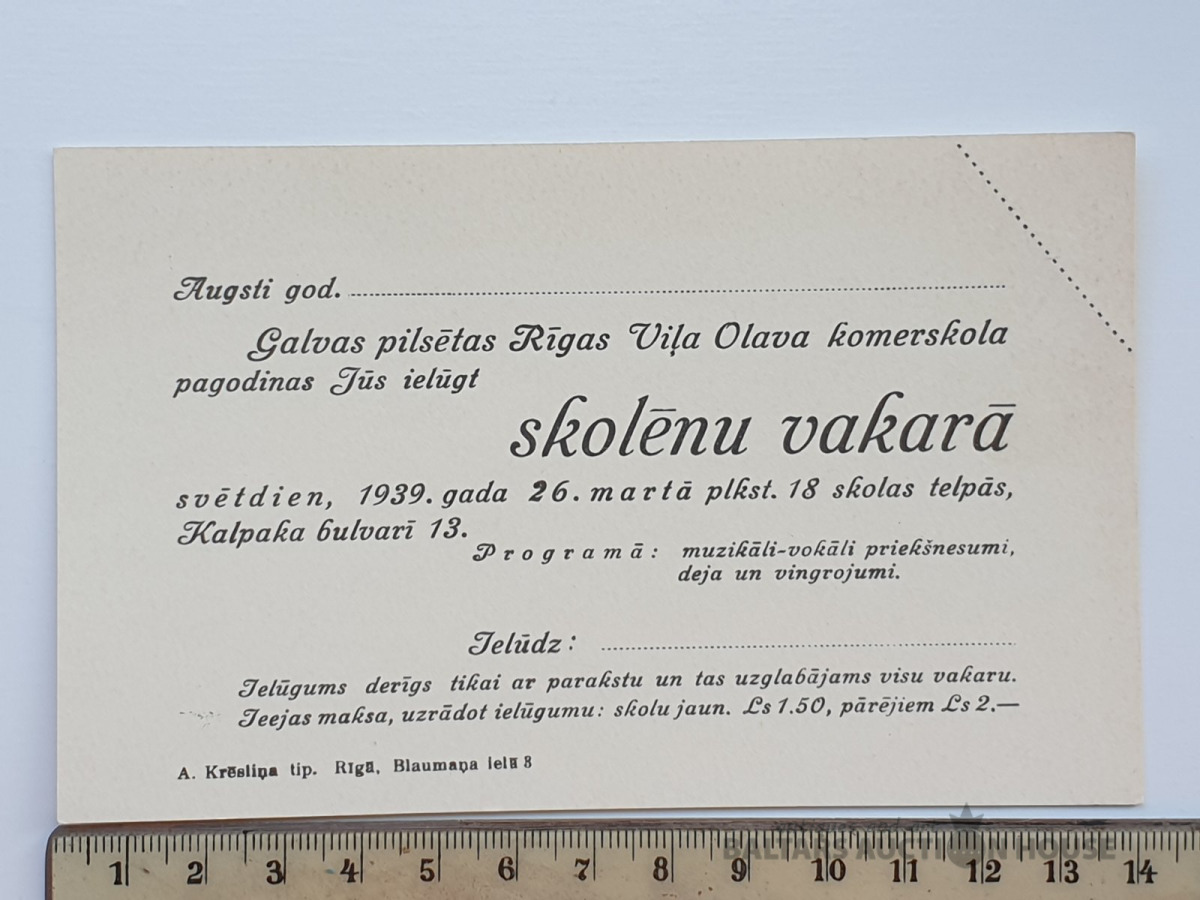 Augsti god.
Galvas pilsētas Rīgas Viļa Olava komerskola
pagodinas Jūs ielūgt
skolēnu vakarā
svētdien, 1939. gada 26. martā plkst. 18 skolas telpās,
Kalpaka bulvarī 13.
Programā: muzikāli-vokāli priekšnesumi,
deja un vingrojumi.
Ielūdz:
Ielūgums derīgs tikai ar parakstu un tas uzglabājams visu vakaru.
Ieejas maksa, uzrādot ielūgumu: skolu jaun. Ls 1.50, pārējiem Ls 2.—
A. Krēsliņa tip. Rīgā, Blaumaņa ielā 8
BALTARS AUCTION HOUSE
1 2 3 4 5 6 7 8 9 10 11 12 13 14